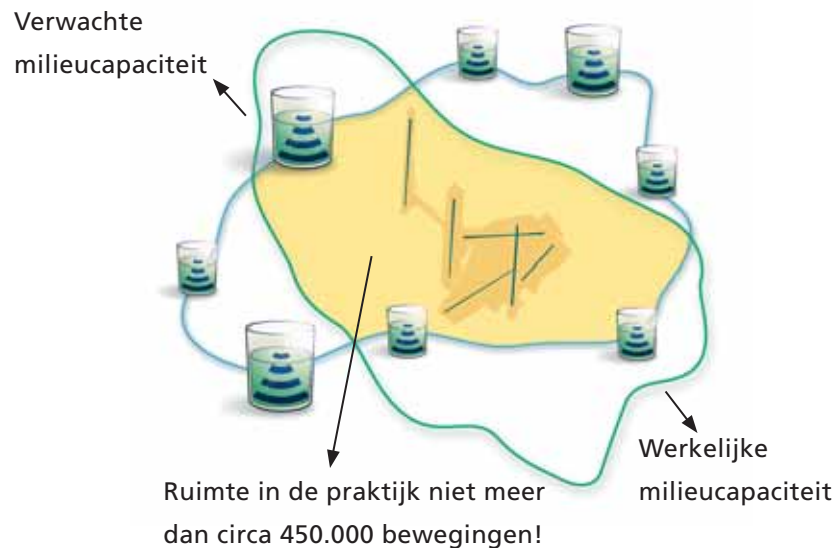 Verwachte
milieucapaciteit
Werkelijke
milieucapaciteit
Ruimte in de praktijk niet meer
dan circa 450.000 bewegingen!